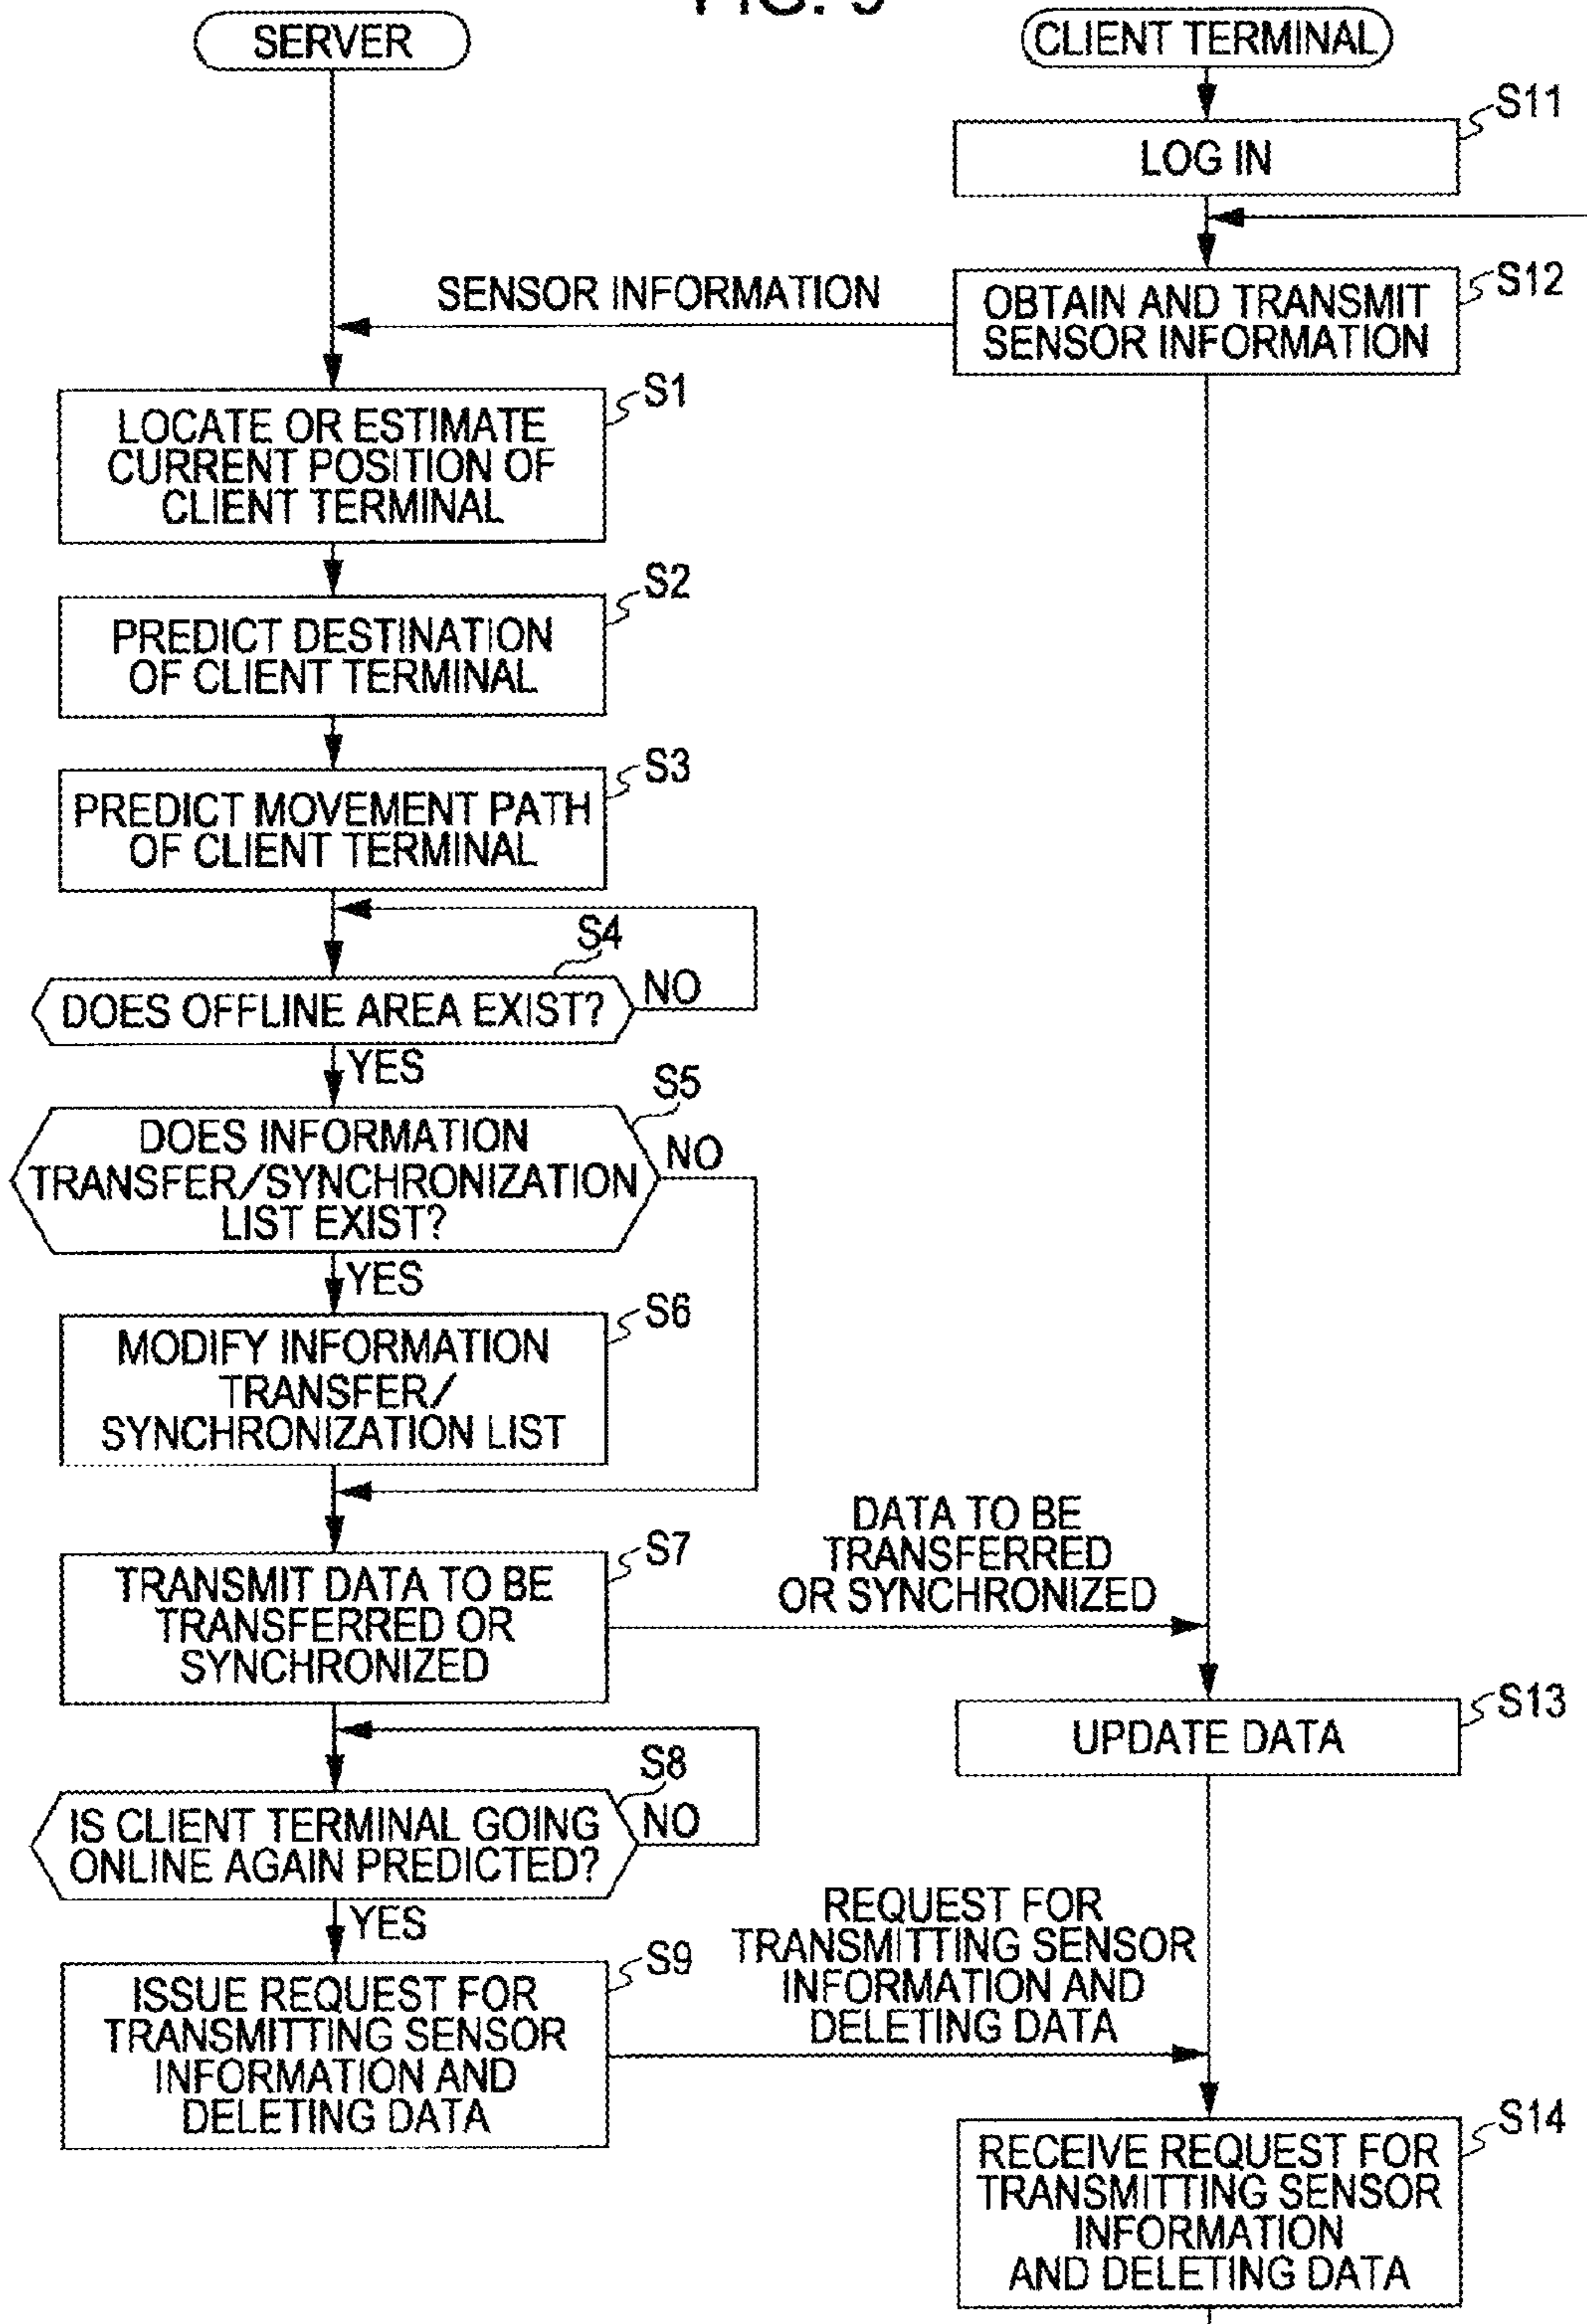 SERVER
LOCATE OR ESTIMATE
CURRENT POSITION OF
CLIENT TERMINAL
S1
PREDICT DESTINATION
OF CLIENT TERMINAL
S2
PREDICT MOVEMENT PATH
OF CLIENT TERMINAL
S3
S4
DOES OFFLINE AREA EXIST?
NO
YES
S5
DOES INFORMATION
TRANSFER/SYNCHRONIZATION
LIST EXIST?
NO
YES
S6
MODIFY INFORMATION
TRANSFER/
SYNCHRONIZATION LIST
S7
TRANSMIT DATA TO BE
TRANSFERRED OR
SYNCHRONIZED
S8
IS CLIENT TERMINAL GOING
ONLINE AGAIN PREDICTED?
NO
YES
S9
ISSUE REQUEST FOR
TRANSMITTING SENSOR
INFORMATION AND
DELETING DATA
SENSOR INFORMATION
DATA TO BE
TRANSFERRED
OR SYNCHRONIZED
REQUEST FOR
TRANSMITTING SENSOR
INFORMATION AND
DELETING DATA
CLIENT TERMINAL
S11
LOG IN
S12
OBTAIN AND TRANSMIT
SENSOR INFORMATION
S13
UPDATE DATA
S14
RECEIVE REQUEST FOR
TRANSMITTING SENSOR
INFORMATION
AND DELETING DATA